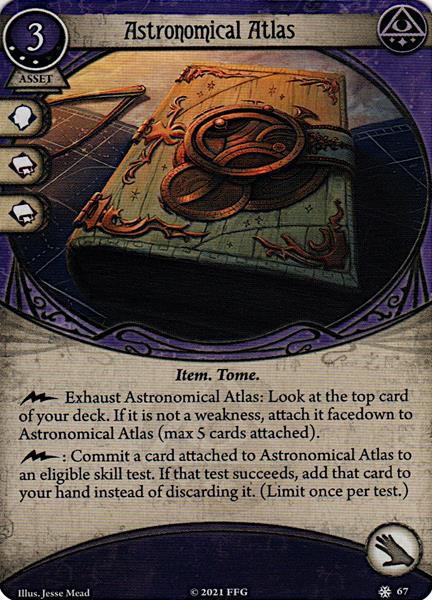 3
Astronomical Atlas
ASSET
Item. Tome.
Exhaust Astronomical Atlas: Look at the top card
of your deck. If it is not a weakness, attach it facedown to
Astronomical Atlas (max 5 cards attached).
: Commit a card attached to Astronomical Atlas to
an eligible skill test. If that test succeeds, add that card to
your hand instead of discarding it. (Limit once per test.)
Illus. Jesse Mead
© 2021 FFG
67